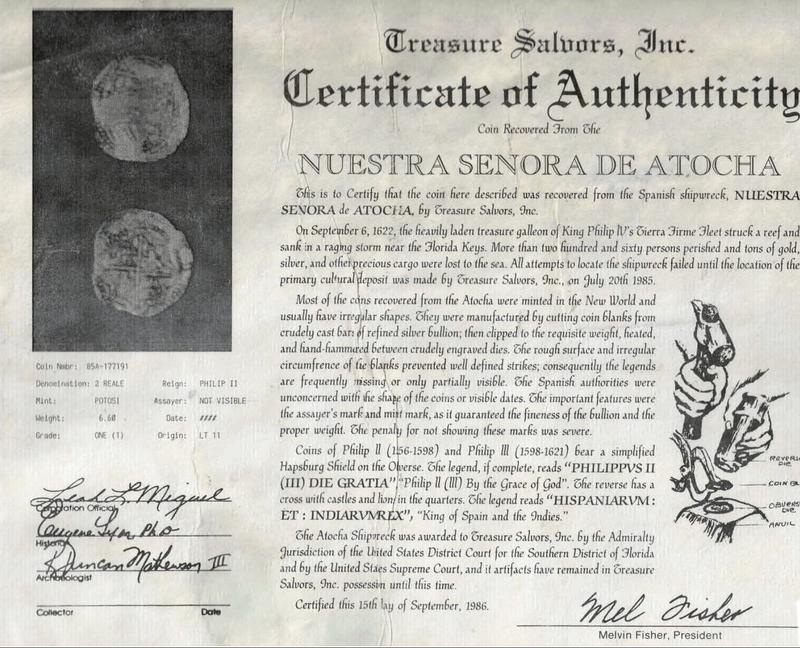 Treasure Salvors, Inc.
Certificate of Authenticity
Coin Recovered From The
NUESTRA SENORA DE ATOCHA
This is to Certify that the coin here described was recovered from the Spanish shipwreck, NUESTRA
SENORA de ATOCHA, by Treasure Salvors, Inc.
On September 6, 1622, the heavily laden treasure galleon of King Philip IV's Tierra Firme Fleet struck a reef and
sank in a raging storm near the Florida Keys. More than two hundred and sixty persons perished and tons of gold,
silver, and other precious cargo were lost to the sea. All attempts to locate the shipwreck failed until the location of the
primary cultural deposit was made by Treasure Salvors, Inc., on July 20th 1985.
Most of the coins recovered from the Atocha were minted in the New World and
usually have irregular shapes. They were manufactured by cutting coin blanks from
crudely cast bars of refined silver bullion; then clipped to the requisite weight, heated,
and hand-hammered between crudely engraved dies. The rough surface and irregular
circumfrence of the blanks prevented well defined strikes; consequently the legends
are frequently missing or only partially visible. The Spanish authorities were
unconcerned with the shape of the coins or visible dates. The important features were
the assayer's mark and mint mark, as it guaranteed the fineness of the bullion and the
proper weight. The penalty for not showing these marks was severe.
Coins of Philip II (1556-1598) and Philip III (1598-1621) bear a simplified
Hapsburg Shield on the Obverse. The legend, if complete, reads "PHILIPPVS II
(III) DIE GRATIA", "Philip II (III) By the Grace of God". The reverse has a
cross with castles and lions in the quarters. The legend reads "HISPANIARVM :
ET : INDIARVMREX", "King of Spain and the Indies."
The Atocha Shipwreck was awarded to Treasure Salvors, Inc. by the Admiralty
Jurisdiction of the United States District Court for the Southern District of Florida
and by the United States Supreme Court, and it artifacts have remained in Treasure
Salvors, Inc. possession until this time.
Certified this 15th day of September, 1986.
Mel Fisher
Melvin Fisher, President
REVERSE
DIE
COIN B
OBVERS
DIE
ANVIL
Coin Nmbr: 85A-177191
Denomination: 2 REALE Reign: PHILIP II
Mint: POTOSI Assayer: NOT VISIBLE
Weight: 6.60 Date: ////
Grade: ONE (1) Origin: LT 11
Leah L. Miguel
Corporation Official
Eugene Lyon PhD
Historian
R. Duncan Mathewson III
Archaeologist
Collector Date